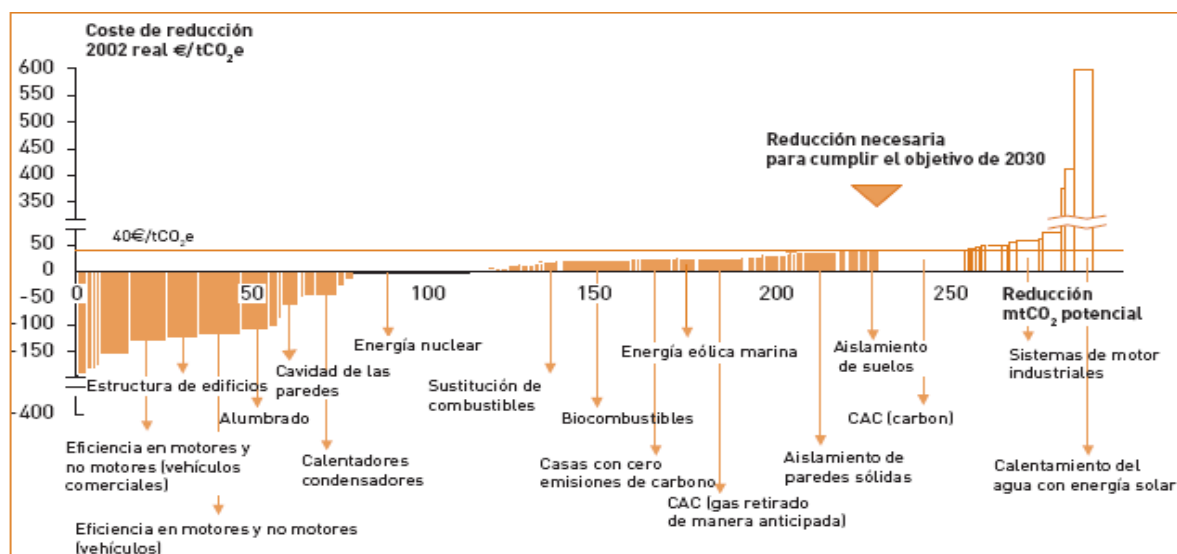 Coste de reducción
2002 real €/tCO2e
600
550
500
450
400
350
50
0
-50
-100
-150
-400
40€/tCO2e
Reducción necesaria
para cumplir el objetivo de 2030
0
50
100
150
200
250
Reducción
mtCO2 potencial
Estructura de edificios
Cavidad de las
paredes
Energía nuclear
Alumbrado
Eficiencia en motores y
no motores (vehículos
comerciales)
Calentadores
condensadores
Eficiencia en motores y no motores
(vehículos)
Sustitución de
combustibles
Energía eólica marina
Biocombustibles
Casas con cero
emisiones de carbono
CAC (gas retirado
de manera anticipada)
Aislamiento
de suelos
CAC (carbon)
Aislamiento de
paredes sólidas
Sistemas de motor
industriales
Calentamiento del
agua con energía solar